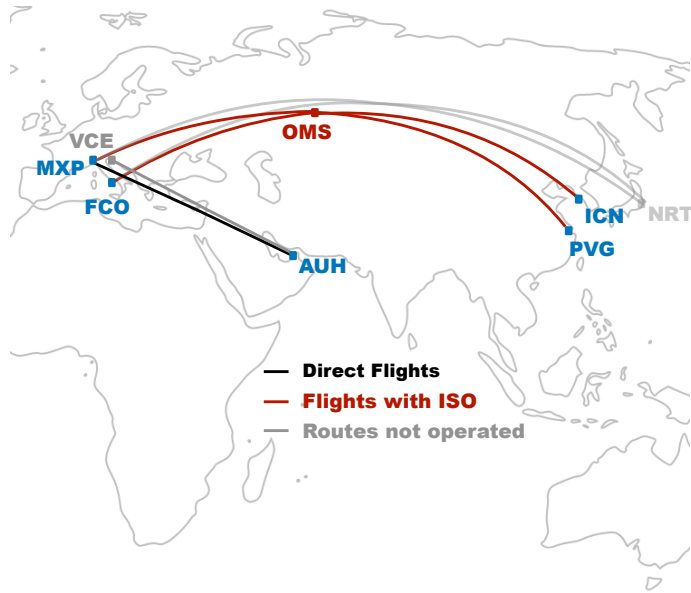 OMS
VCE
MXP
FCO
ICN
NRT
PVG
AUH
Direct Flights
Flights with ISO
Routes not operated